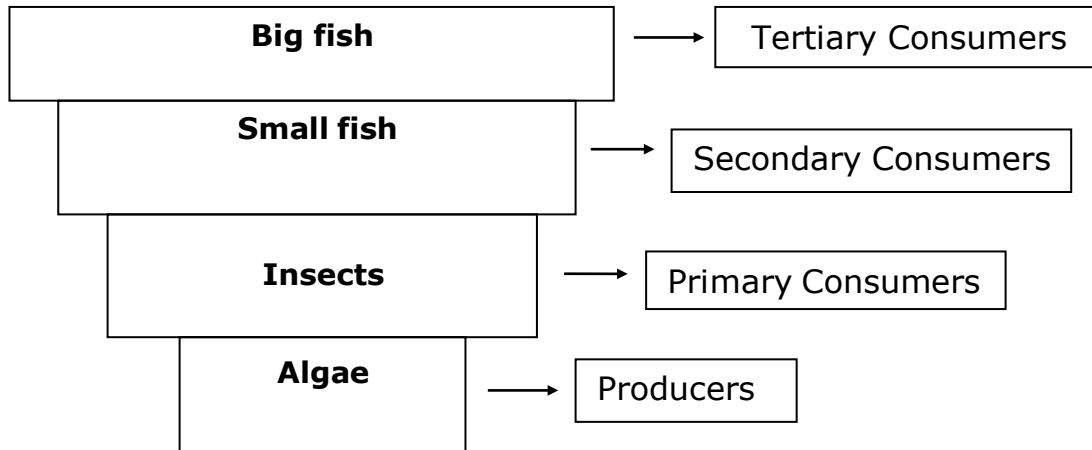 Big fish
Tertiary Consumers
Small fish
Secondary Consumers
Insects
Primary Consumers
Algae
Producers